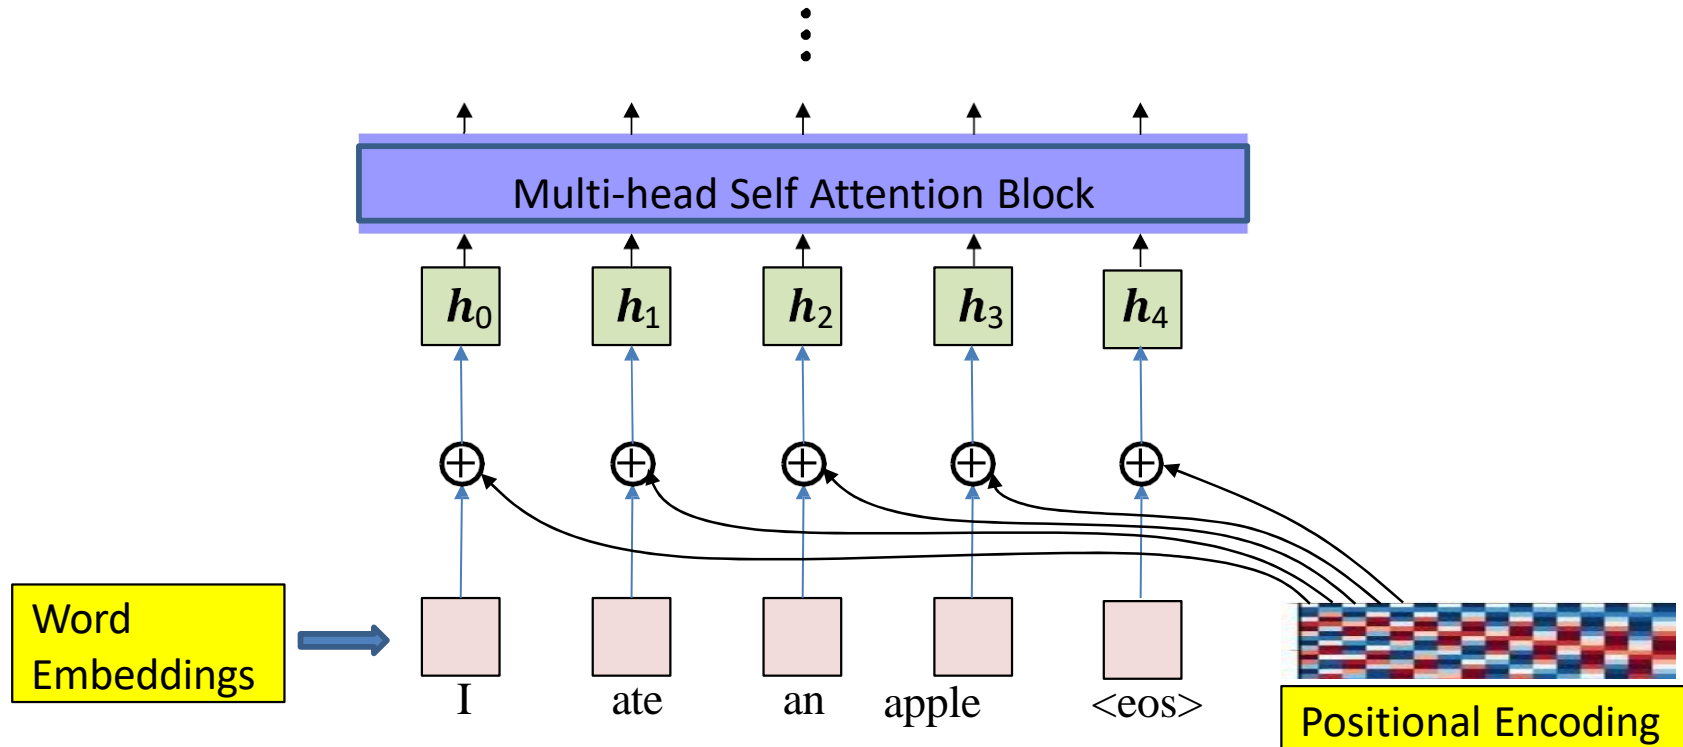 Multi-head Self Attention Block
h0 h1 h2 h3 h4
Word
Embeddings
I ate an apple <eos>
Positional Encoding